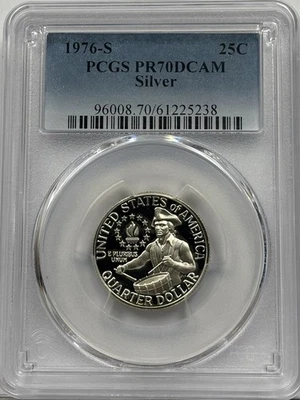 1976-S 25C
PCGS PR70DCAM
Silver
96008.70/61225238
UNITED STATES OF AMERICA
E PLURIBUS
UNUM
QUARTER DOLLAR